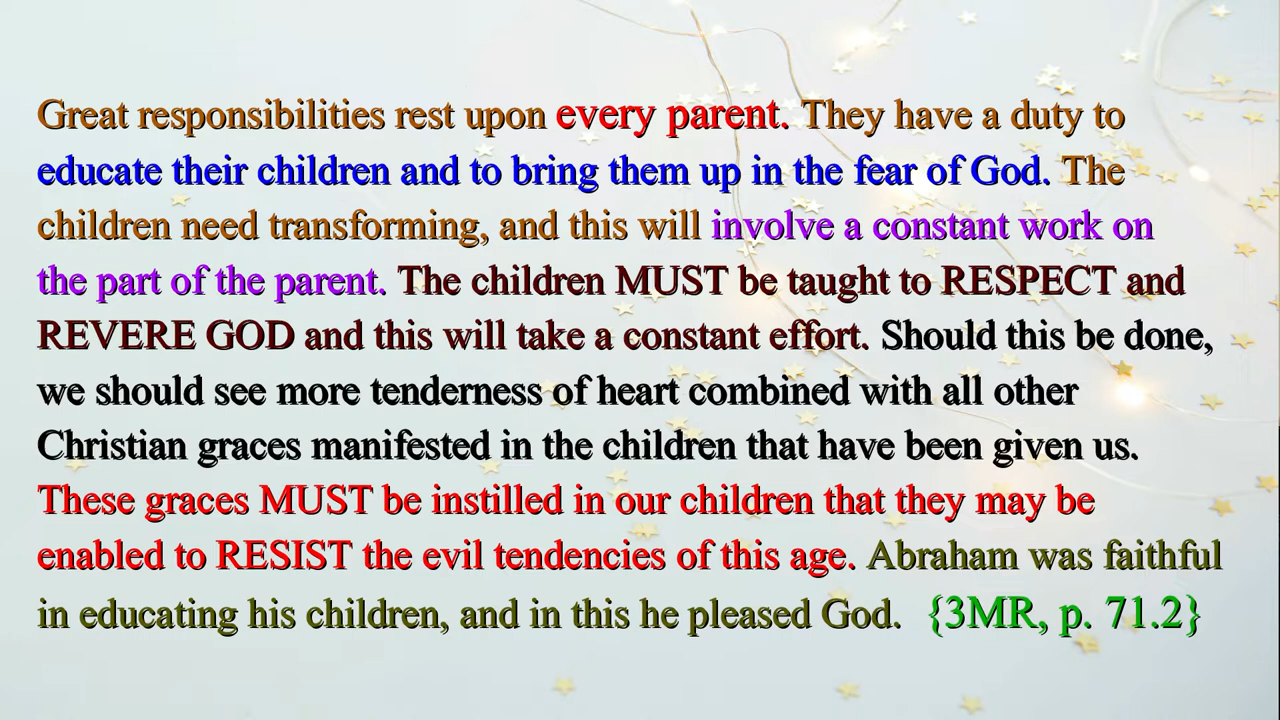 Great responsibilities rest upon every parent. They have a duty to
educate their children and to bring them up in the fear of God. The
children need transforming, and this will involve a constant work on
the part of the parent. The children MUST be taught to RESPECT and
REVERE GOD and this will take a constant effort. Should this be done,
we should see more tenderness of heart combined with all other
Christian graces manifested in the children that have been given us.
These graces MUST be instilled in our children that they may be
enabled to RESIST the evil tendencies of this age. Abraham was faithful
in educating his children, and in this he pleased God. {3MR, p. 71.2}